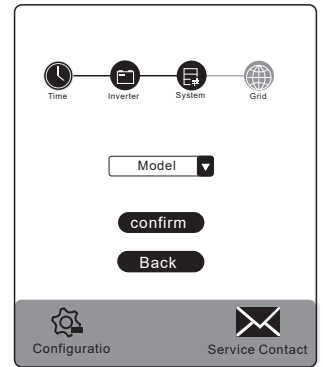 Time Inverter System Grid
Model
confirm
Back
Configuratio Service Contact